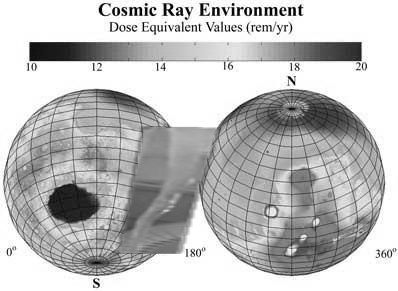 Cosmic Ray Environment
Dose Equivalent Values (rem/yr)
10 12 14 16 18 20
N
0° 180° 360°
S